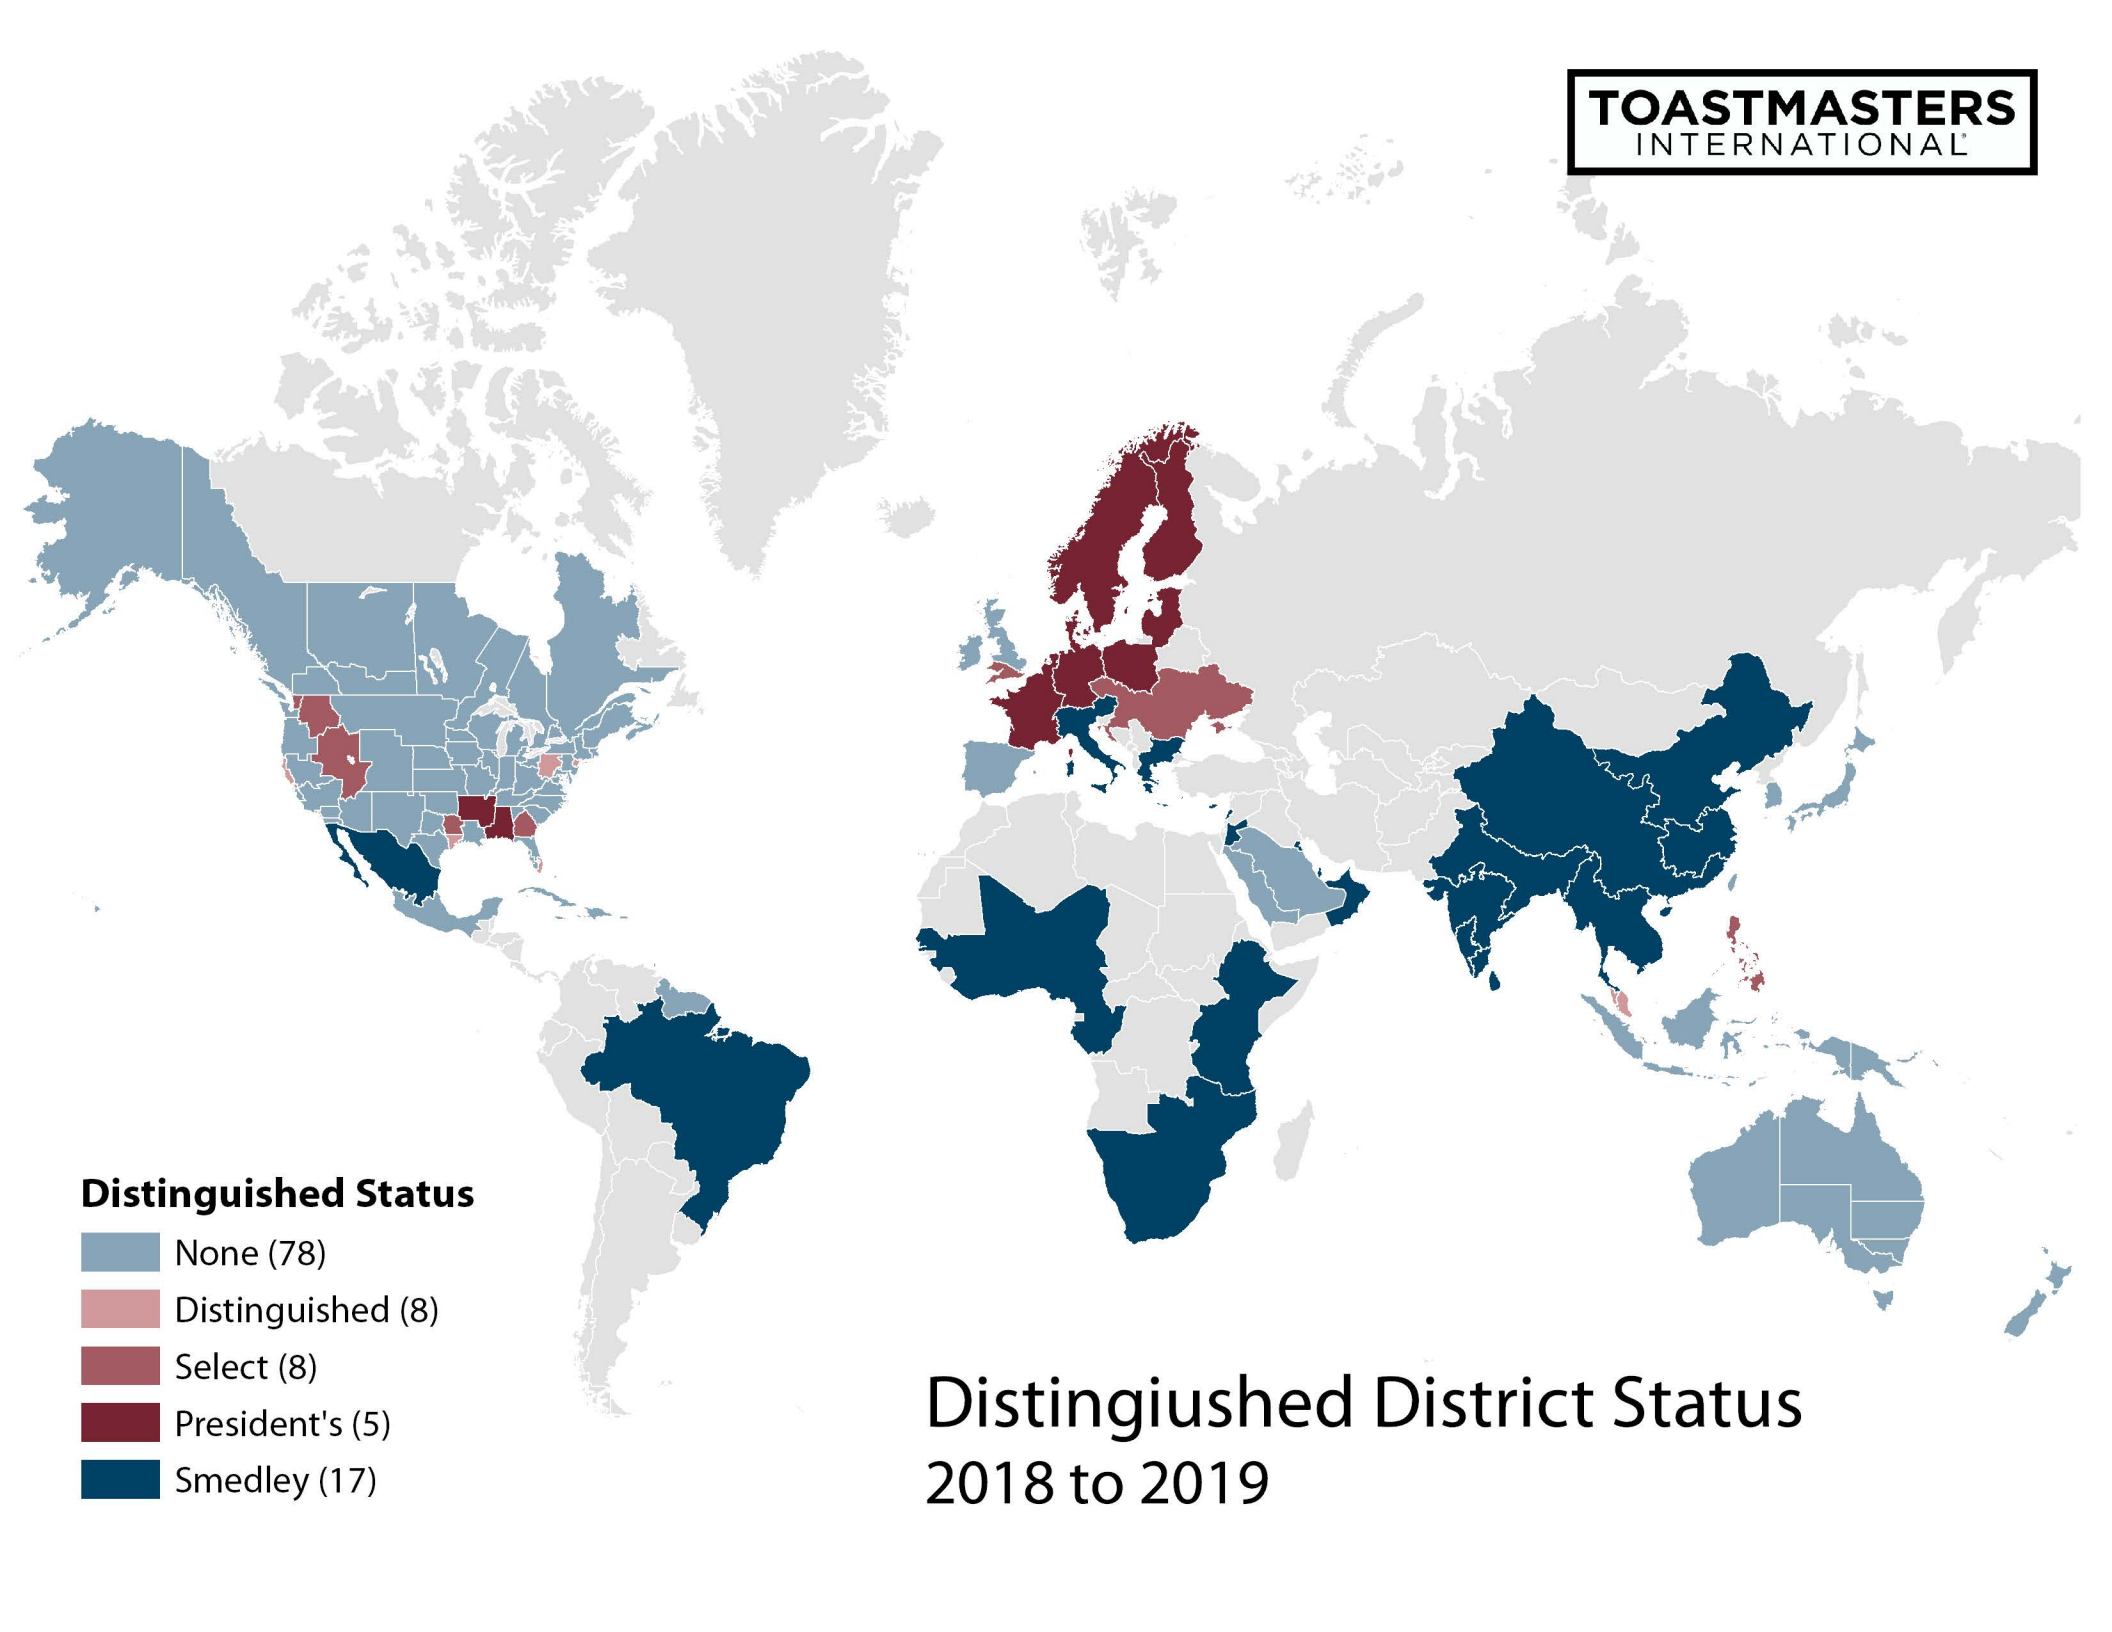 TOASTMASTERS
INTERNATIONAL®
Distinguished Status
None (78)
Distinguished (8)
Select (8)
President's (5)
Smedley (17)
Distingiushed District Status
2018 to 2019